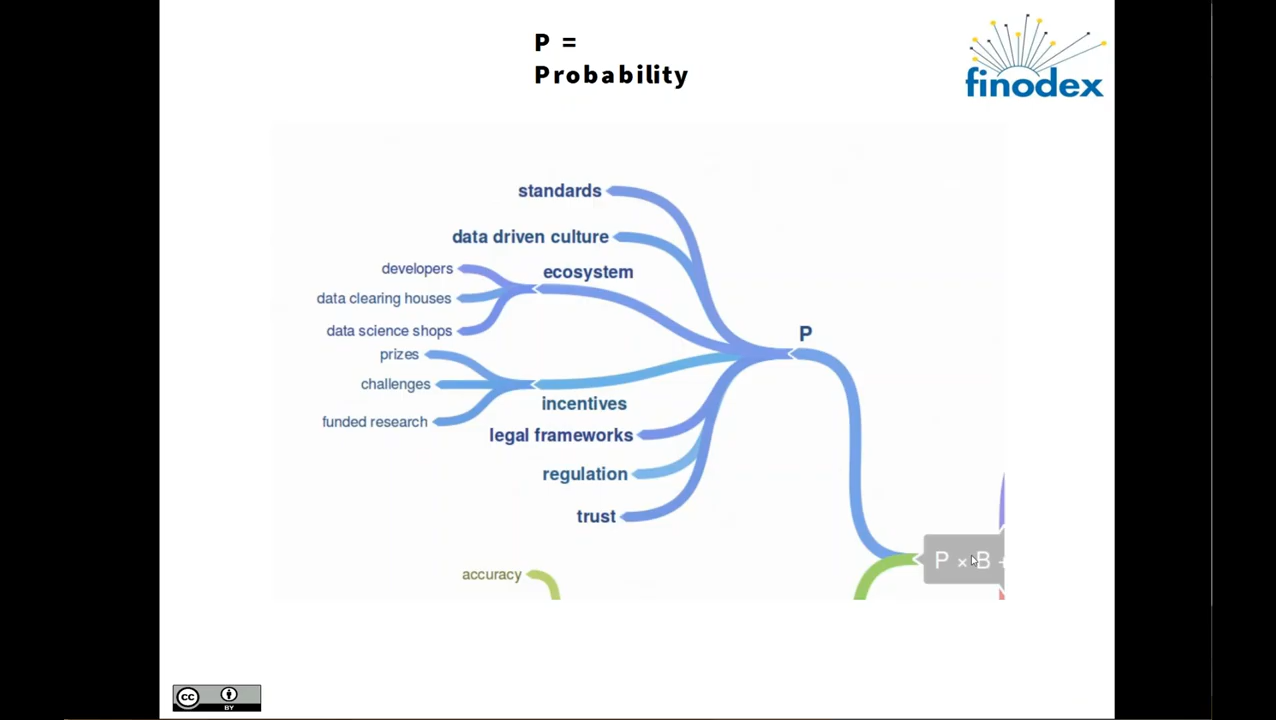 P =
Probability
finodex
standards
data driven culture
ecosystem
developers
data clearing houses
data science shops
P
prizes
challenges
funded research
incentives
legal frameworks
regulation
trust
accuracy
P × B +
cc
BY